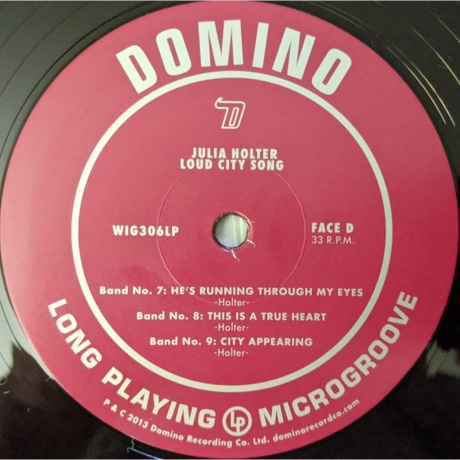 DOMINO
D
JULIA HOLTER
LOUD CITY SONG
WIG306LP
FACE D
33 R.P.M.
Band No. 7: HE'S RUNNING THROUGH MY EYES
-Holter-
Band No. 8: THIS IS A TRUE HEART
-Holter-
Band No. 9: CITY APPEARING
-Holter-
LONG PLAYING LP MICROGROOVE
P & C 2013 Domino Recording Co. Ltd. dominorecordco.com